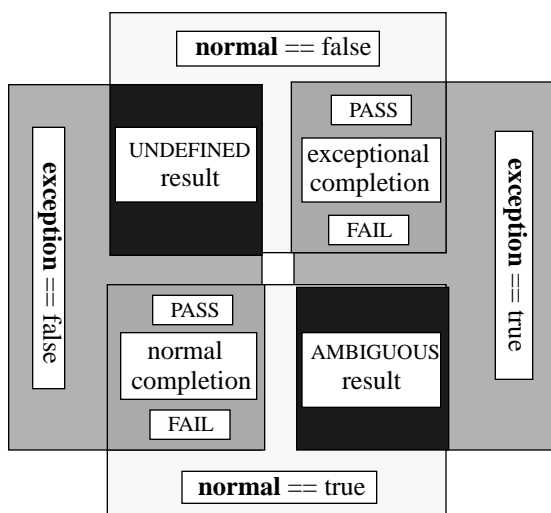 normal == false
PASS
UNDEFINED
result
exceptional
completion
FAIL
exception == false
exception == true
PASS
normal
completion
FAIL
AMBIGUOUS
result
normal == true